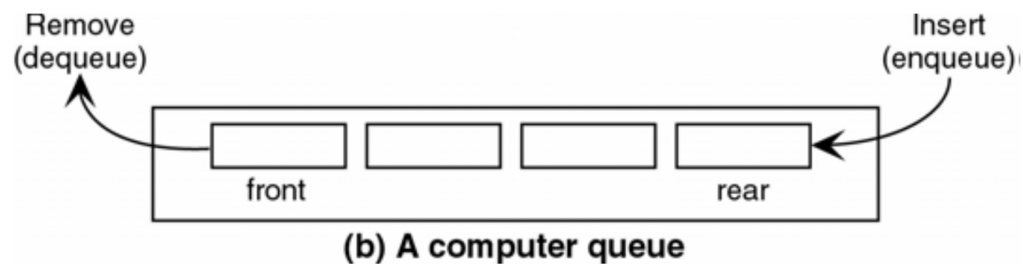 Remove
(dequeue)
Insert
(enqueue)
front
rear
(b) A computer queue